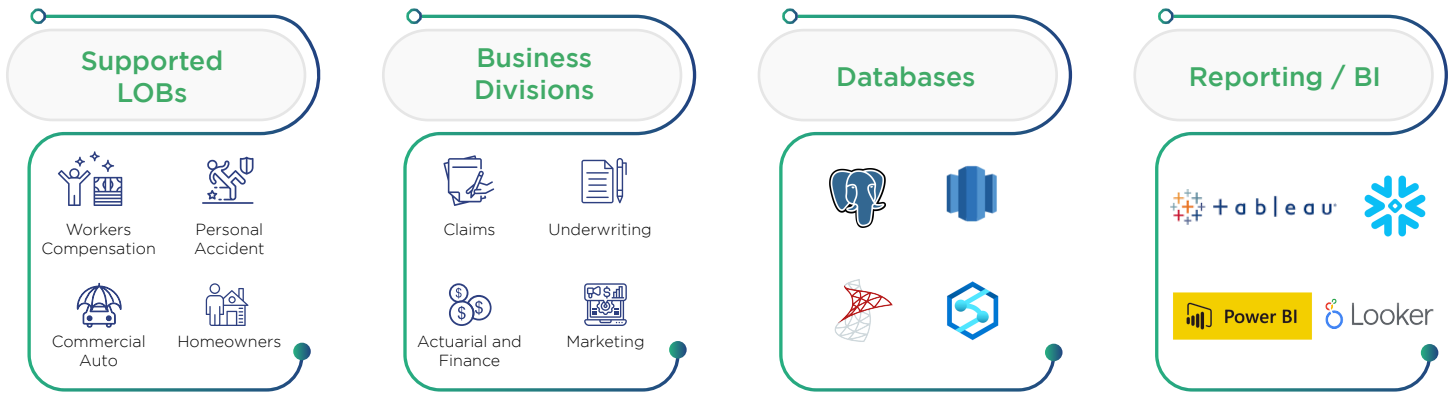 Supported
LOBs
Workers
Compensation
Personal
Accident
Commercial
Auto
Homeowners
Business
Divisions
Claims
Underwriting
Actuarial and
Finance
Marketing
Databases
Reporting / BI
+ableau
Power BI
Looker